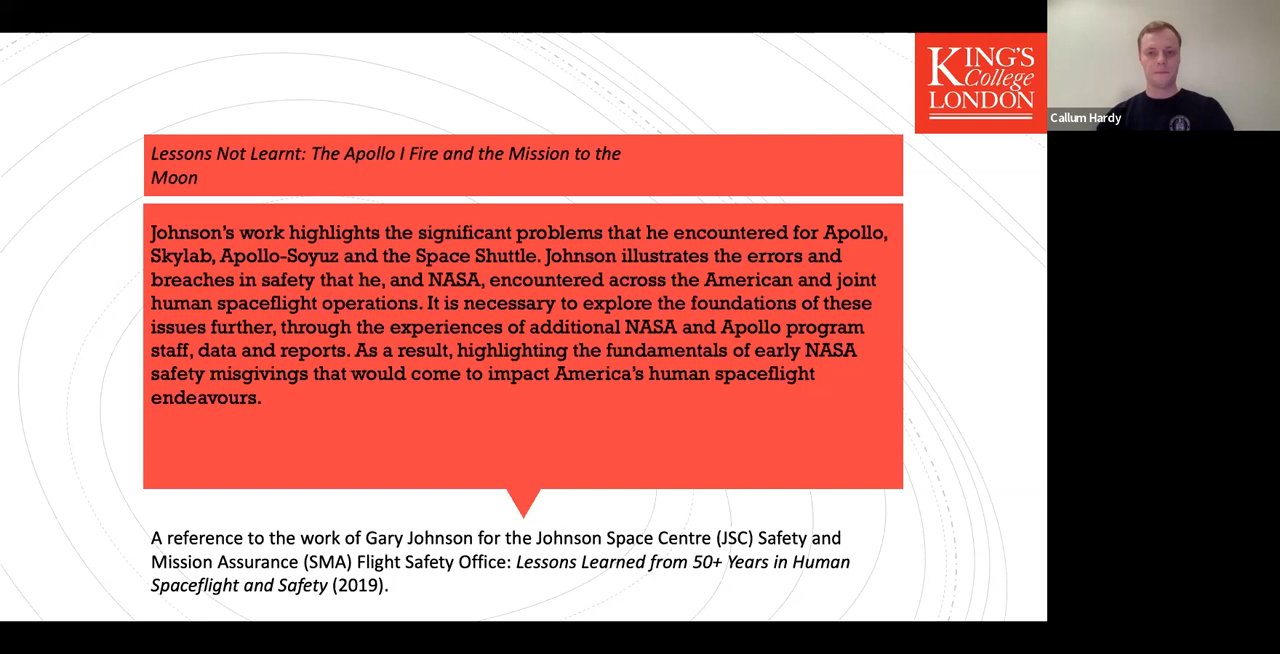 KING'S
College
LONDON
Callum Hardy
Lessons Not Learnt: The Apollo I Fire and the Mission to the
Moon
Johnson's work highlights the significant problems that he encountered for Apollo,
Skylab, Apollo-Soyuz and the Space Shuttle. Johnson illustrates the errors and
breaches in safety that he, and NASA, encountered across the American and joint
human spaceflight operations. It is necessary to explore the foundations of these
issues further, through the experiences of additional NASA and Apollo program
staff, data and reports. As a result, highlighting the fundamentals of early NASA
safety misgivings that would come to impact America's human spaceflight
endeavours.
A reference to the work of Gary Johnson for the Johnson Space Centre (JSC) Safety and
Mission Assurance (SMA) Flight Safety Office: Lessons Learned from 50+ Years in Human
Spaceflight and Safety (2019).